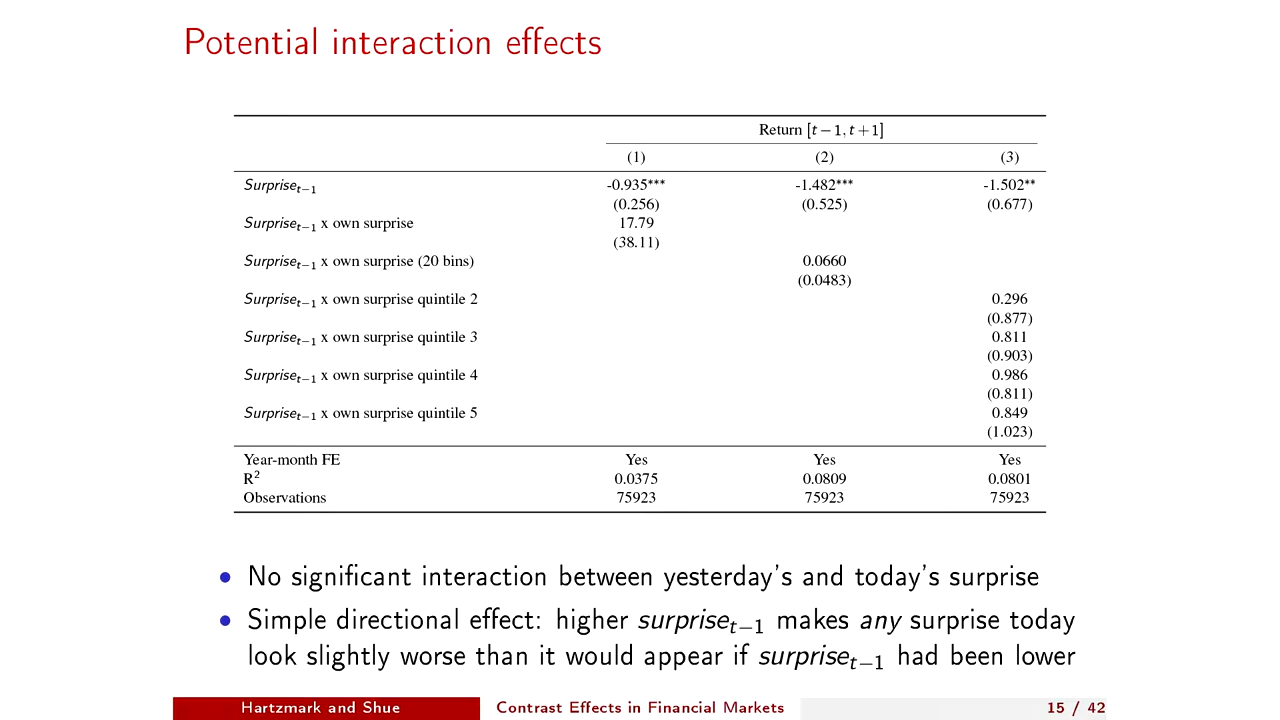 Potential interaction effects
Return [t − 1, t + 1]
(1) (2) (3)
Surprise_{t−1} -0.935*** -1.482*** -1.502**
(0.256) (0.525) (0.677)
Surprise_{t−1} x own surprise 17.79
(38.11)
Surprise_{t−1} x own surprise (20 bins) 0.0660
(0.0483)
Surprise_{t−1} x own surprise quintile 2 0.296
(0.877)
Surprise_{t−1} x own surprise quintile 3 0.811
(0.903)
Surprise_{t−1} x own surprise quintile 4 0.986
(0.811)
Surprise_{t−1} x own surprise quintile 5 0.849
(1.023)
Year-month FE Yes Yes Yes
R² 0.0375 0.0809 0.0801
Observations 75923 75923 75923
• No significant interaction between yesterday's and today's surprise
• Simple directional effect: higher surprise_{t−1} makes any surprise today
look slightly worse than it would appear if surprise_{t−1} had been lower
Hartzmark and Shue Contrast Effects in Financial Markets 15 / 42